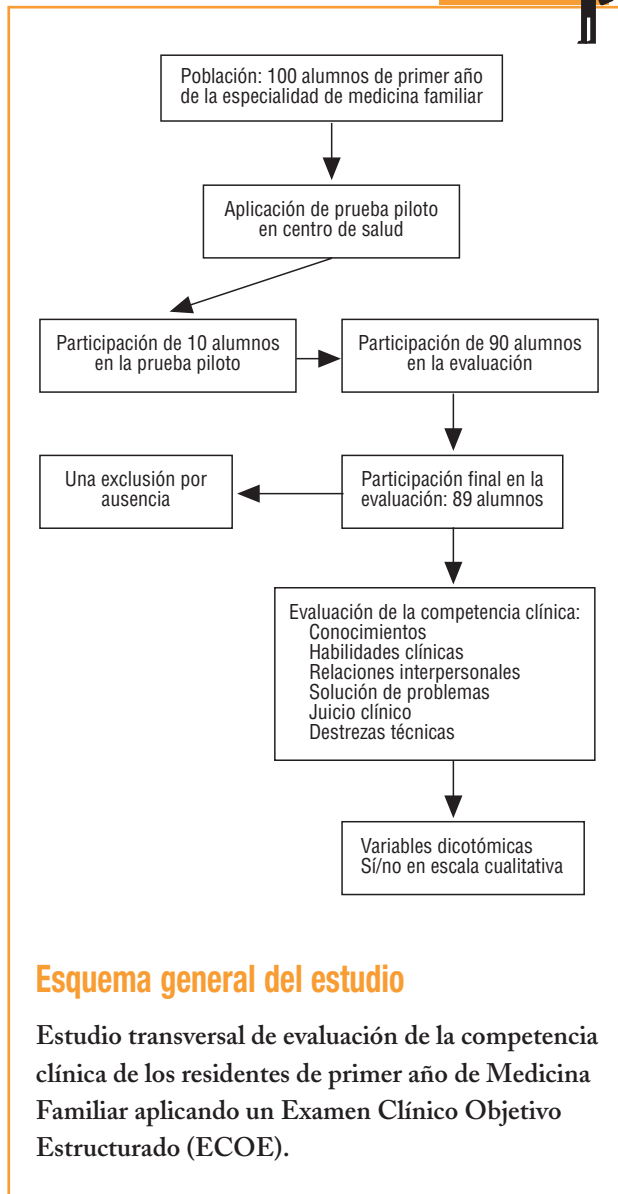 Población: 100 alumnos de primer año
de la especialidad de medicina familiar
Aplicación de prueba piloto
en centro de salud
Participación de 10 alumnos
en la prueba piloto
Participación de 90 alumnos
en la evaluación
Una exclusión por
ausencia
Participación final en la
evaluación: 89 alumnos
Evaluación de la competencia clínica:
Conocimientos
Habilidades clínicas
Relaciones interpersonales
Solución de problemas
Juicio clínico
Destrezas técnicas
Variables dicotómicas
Sí/no en escala cualitativa
Esquema general del estudio
Estudio transversal de evaluación de la competencia
clínica de los residentes de primer año de Medicina
Familiar aplicando un Examen Clínico Objetivo
Estructurado (ECOE).